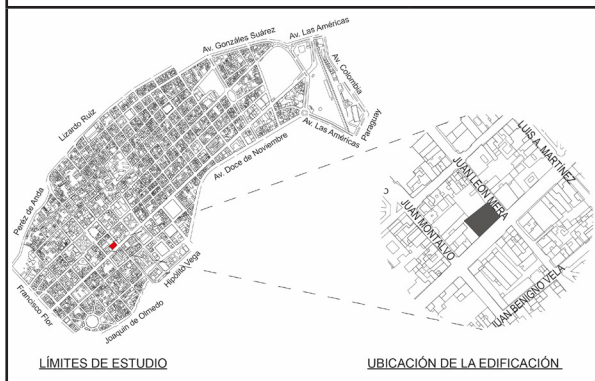 Av. Gonzáles Suárez
Av. Las Américas
Av. Colombia
Paraguay
Lizardo Ruiz
Av. Las Américas
Av. Doce de Noviembre
Peréz de Anda
LUIS A. MARTINEZ
JUAN LEON MERA
JUAN MONTALVO
JUAN BENIGNO VELA
Hipólito Vega
Francisco Flor
Joaquin de Olmedo
LÍMITES DE ESTUDIO
UBICACIÓN DE LA EDIFICACIÓN